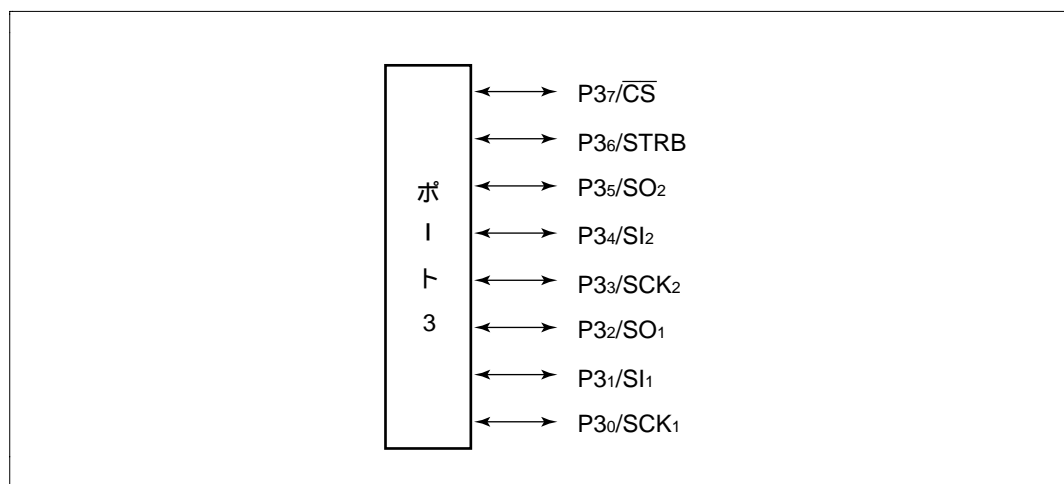 P3₇/C̅S̅
P3₆/STRB
P3₅/SO₂
P3₄/SI₂
P3₃/SCK₂
P3₂/SO₁
P3₁/SI₁
P3₀/SCK₁
ポート3